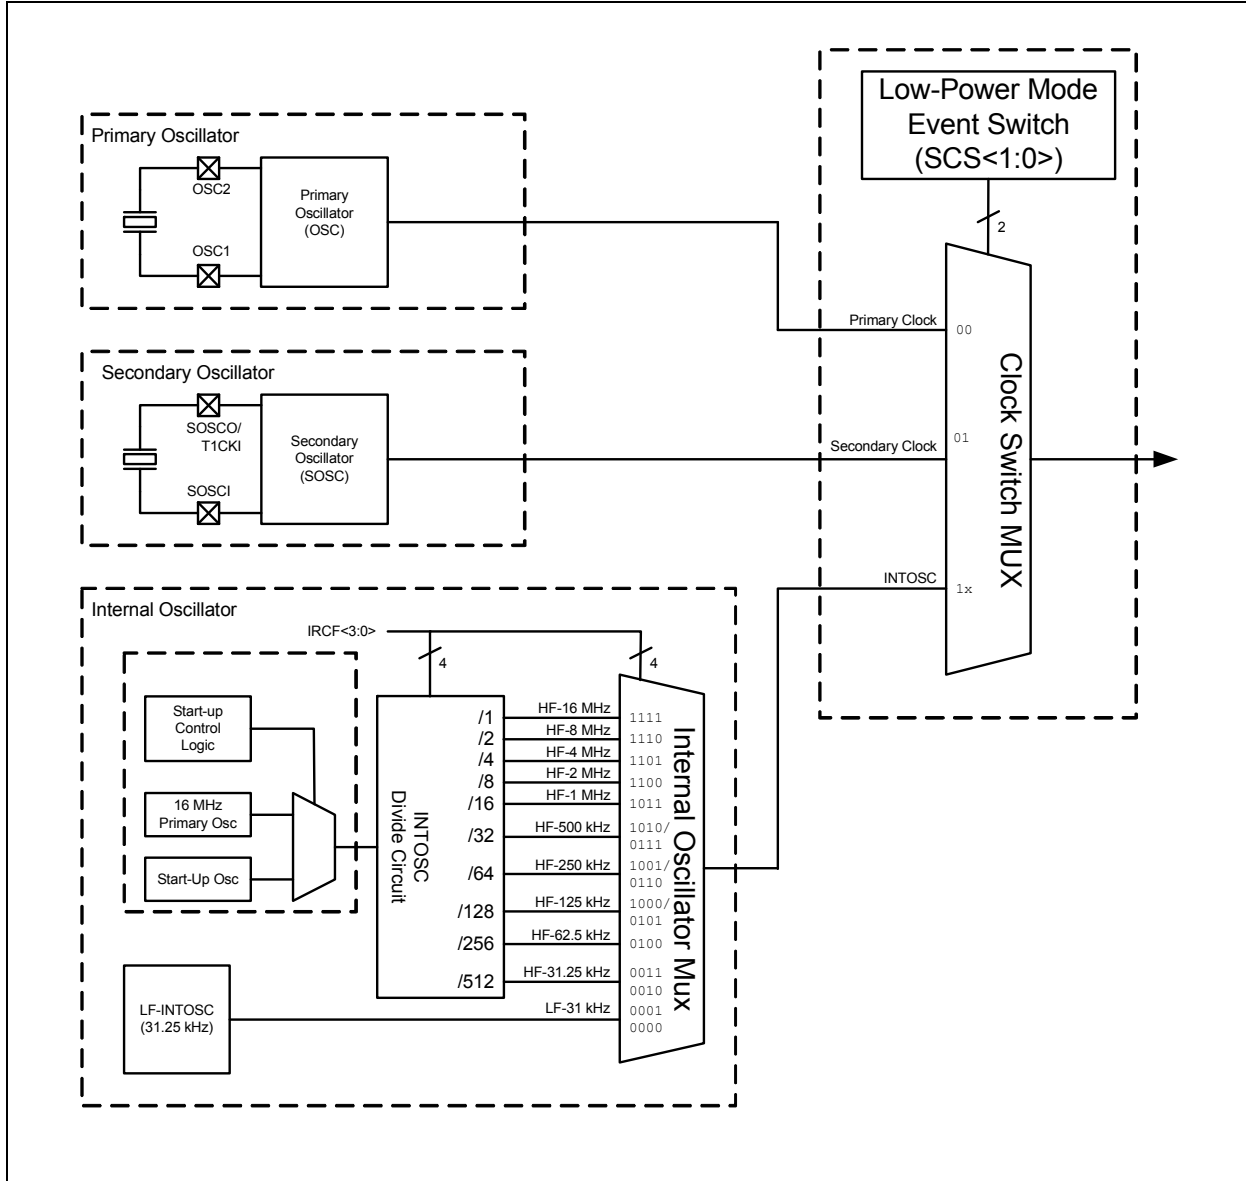 Low-Power Mode
Event Switch
(SCS<1:0>)
2
Primary Oscillator
OSC2
OSC1
Primary
Oscillator
(OSC)
Primary Clock
00
Secondary Oscillator
SOSCO/
T1CKI
SOSCI
Secondary
Oscillator
(SOSC)
Secondary Clock
01
INTOSC
1x
Clock Switch MUX
Internal Oscillator
IRCF<3:0>
4
4
Start-up
Control
Logic
16 MHz
Primary Osc
Start-Up Osc
INTOSC
Divide Circuit
/1
HF-16 MHz
1111
/2
HF-8 MHz
1110
/4
HF-4 MHz
1101
/8
HF-2 MHz
1100
/16
HF-1 MHz
1011
/32
HF-500 kHz
1010/
0111
/64
HF-250 kHz
1001/
0110
/128
HF-125 kHz
1000/
0101
/256
HF-62.5 kHz
0100
/512
HF-31.25 kHz
0011
0010
LF-31 kHz
0001
0000
Internal Oscillator Mux
LF-INTOSC
(31.25 kHz)